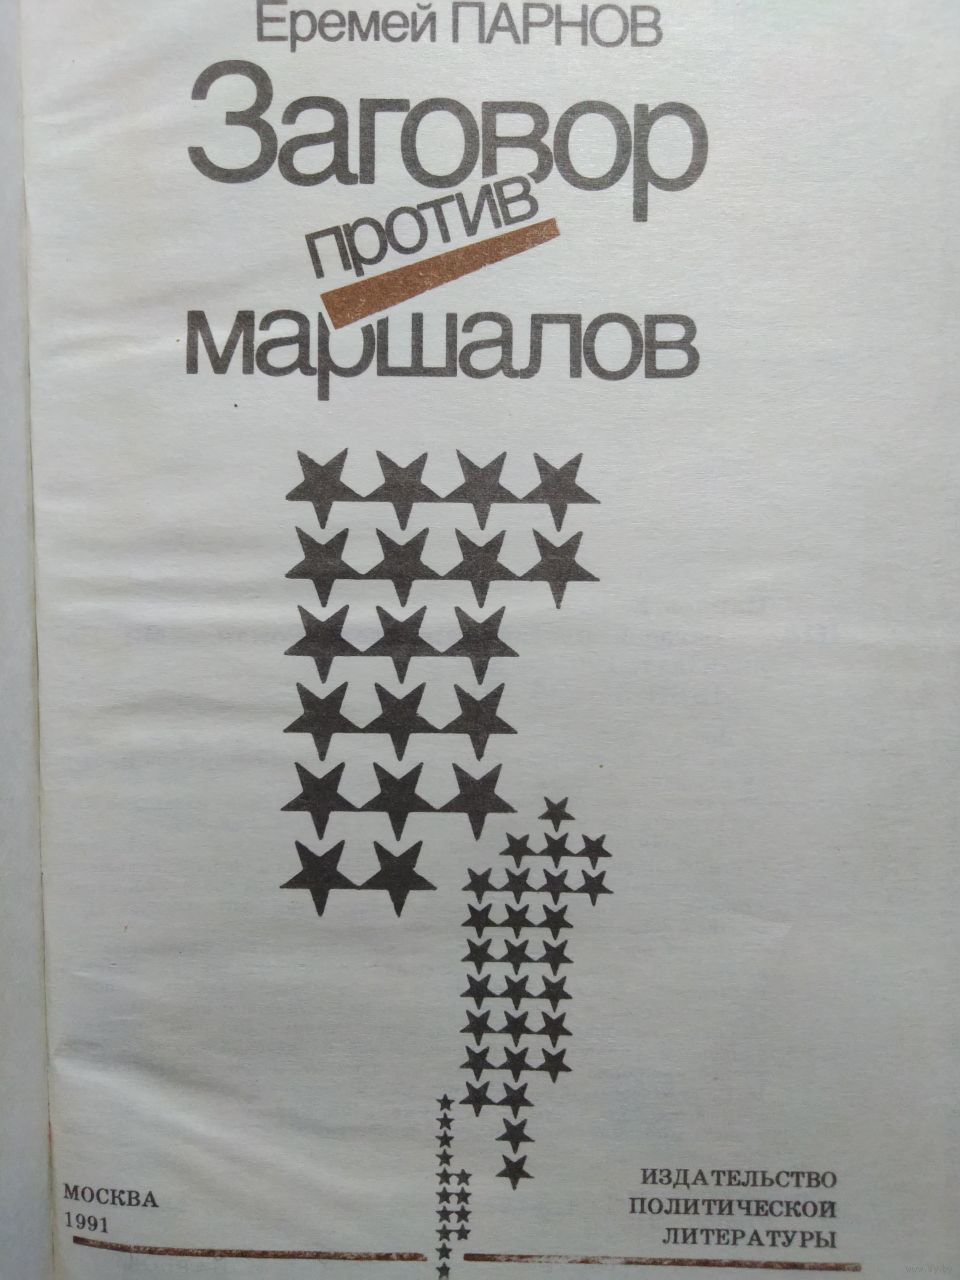 Еремей ПАРНОВ
Заговор
против
маршалов
МОСКВА
1991
ИЗДАТЕЛЬСТВО
ПОЛИТИЧЕСКОЙ
ЛИТЕРАТУРЫ